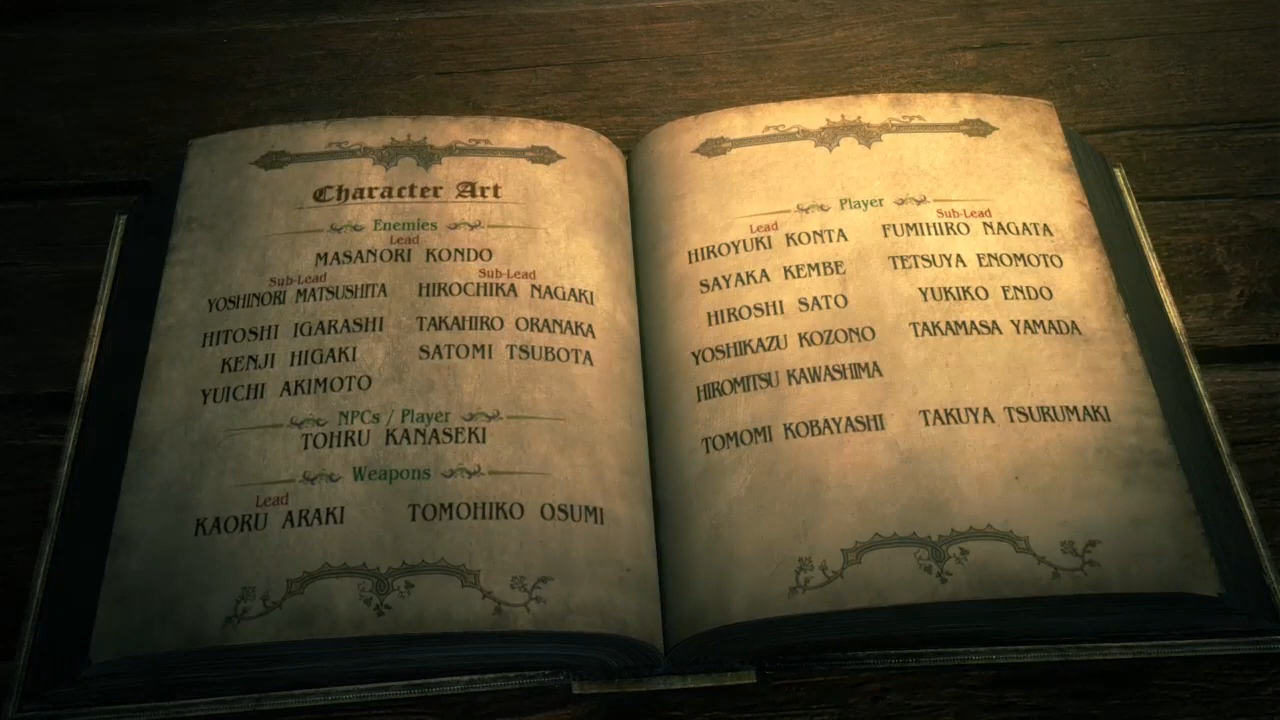 Character Art
Enemies
Lead
MASANORI KONDO
Sub-Lead Sub-Lead
YOSHINORI MATSUSHITA HIROCHIKA NAGAKI
HITOSHI IGARASHI TAKAHIRO ORANAKA
KENJI HIGAKI SATOMI TSUBOTA
YUICHI AKIMOTO
NPCs / Player
TOHRU KANASEKI
Weapons
Lead
KAORU ARAKI TOMOHIKO OSUMI
Player
Lead Sub-Lead
HIROYUKI KONTA FUMIHIRO NAGATA
SAYAKA KEMBE TETSUYA ENOMOTO
HIROSHI SATO YUKIKO ENDO
YOSHIKAZU KOZONO TAKAMASA YAMADA
HIROMITSU KAWASHIMA
TOMOMI KOBAYASHI TAKUYA TSURUMAKI